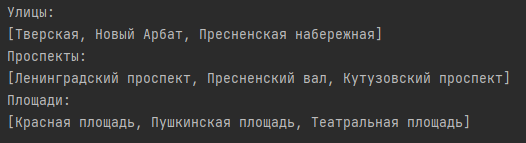 Улицы:
[Тверская, Новый Арбат, Пресненская набережная]
Проспекты:
[Ленинградский проспект, Пресненский вал, Кутузовский проспект]
Площади:
[Красная площадь, Пушкинская площадь, Театральная площадь]